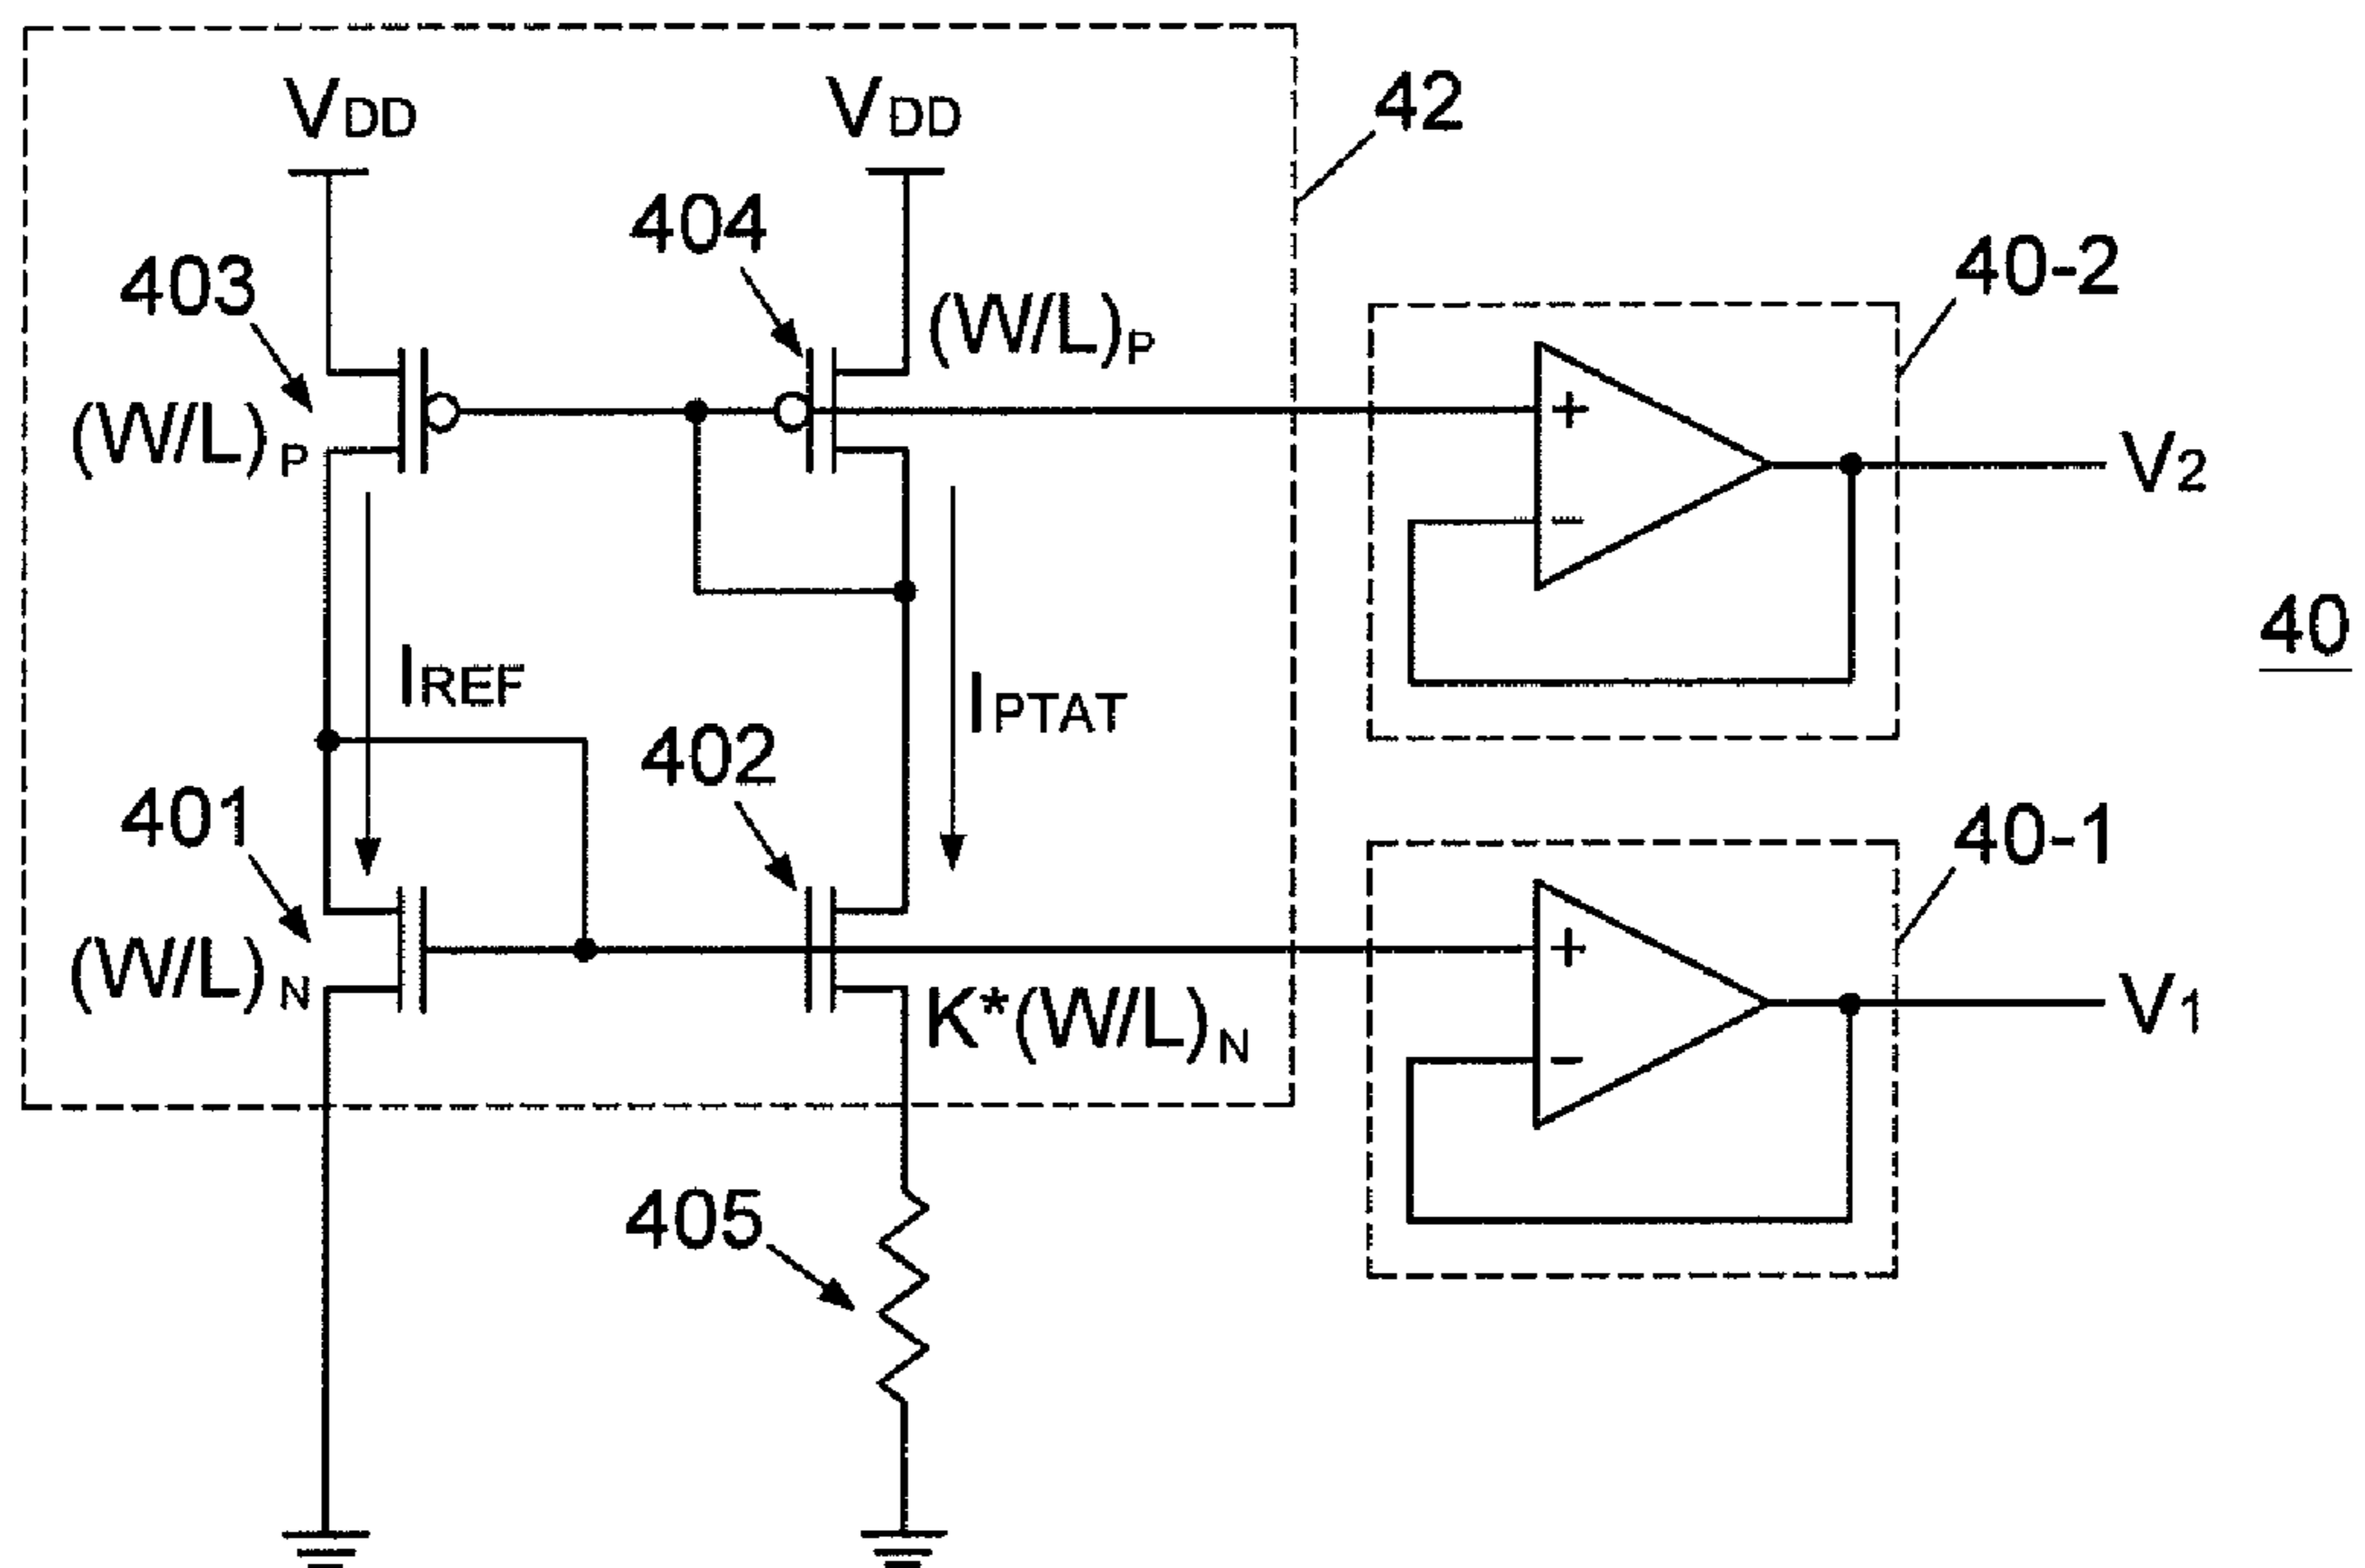 VDD
VDD
42
404
403
(W/L)P
40-2
(W/L)P
+
V2
−
40
IREF
IPTAT
402
401
40-1
(W/L)N
+
K*(W/L)N
V1
−
405